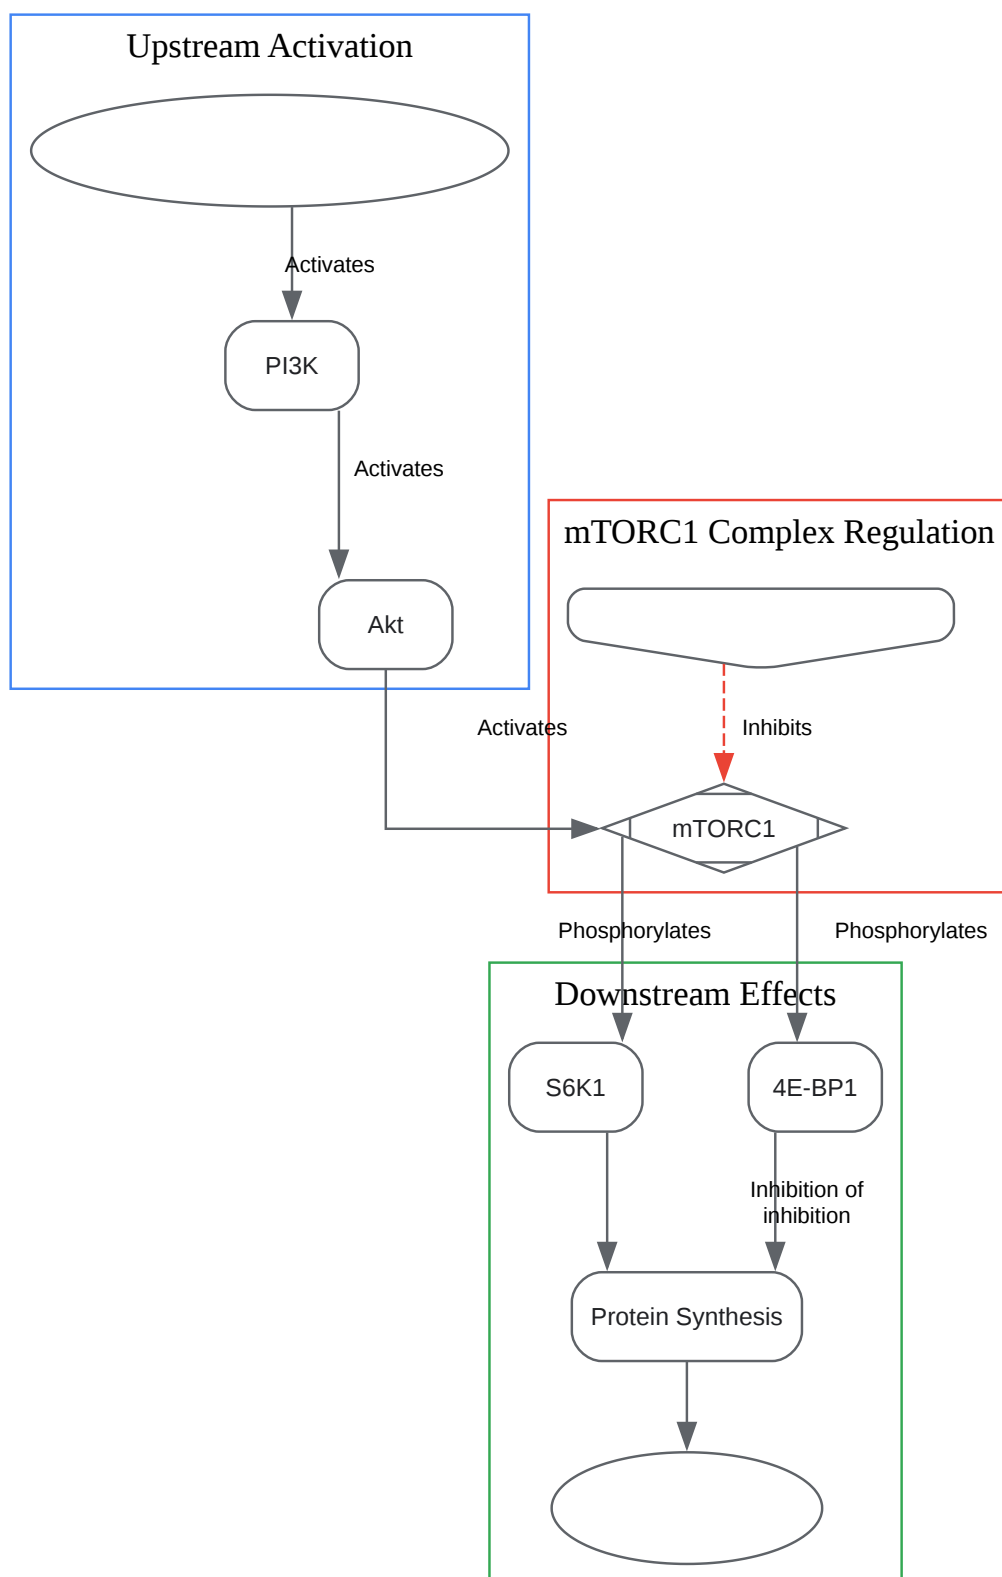 Upstream Activation
Activates
PI3K
Activates
Akt
mTORC1 Complex Regulation
Activates
Inhibits
mTORC1
Phosphorylates
Phosphorylates
Downstream Effects
S6K1
4E-BP1
Inhibition of
inhibition
Protein Synthesis